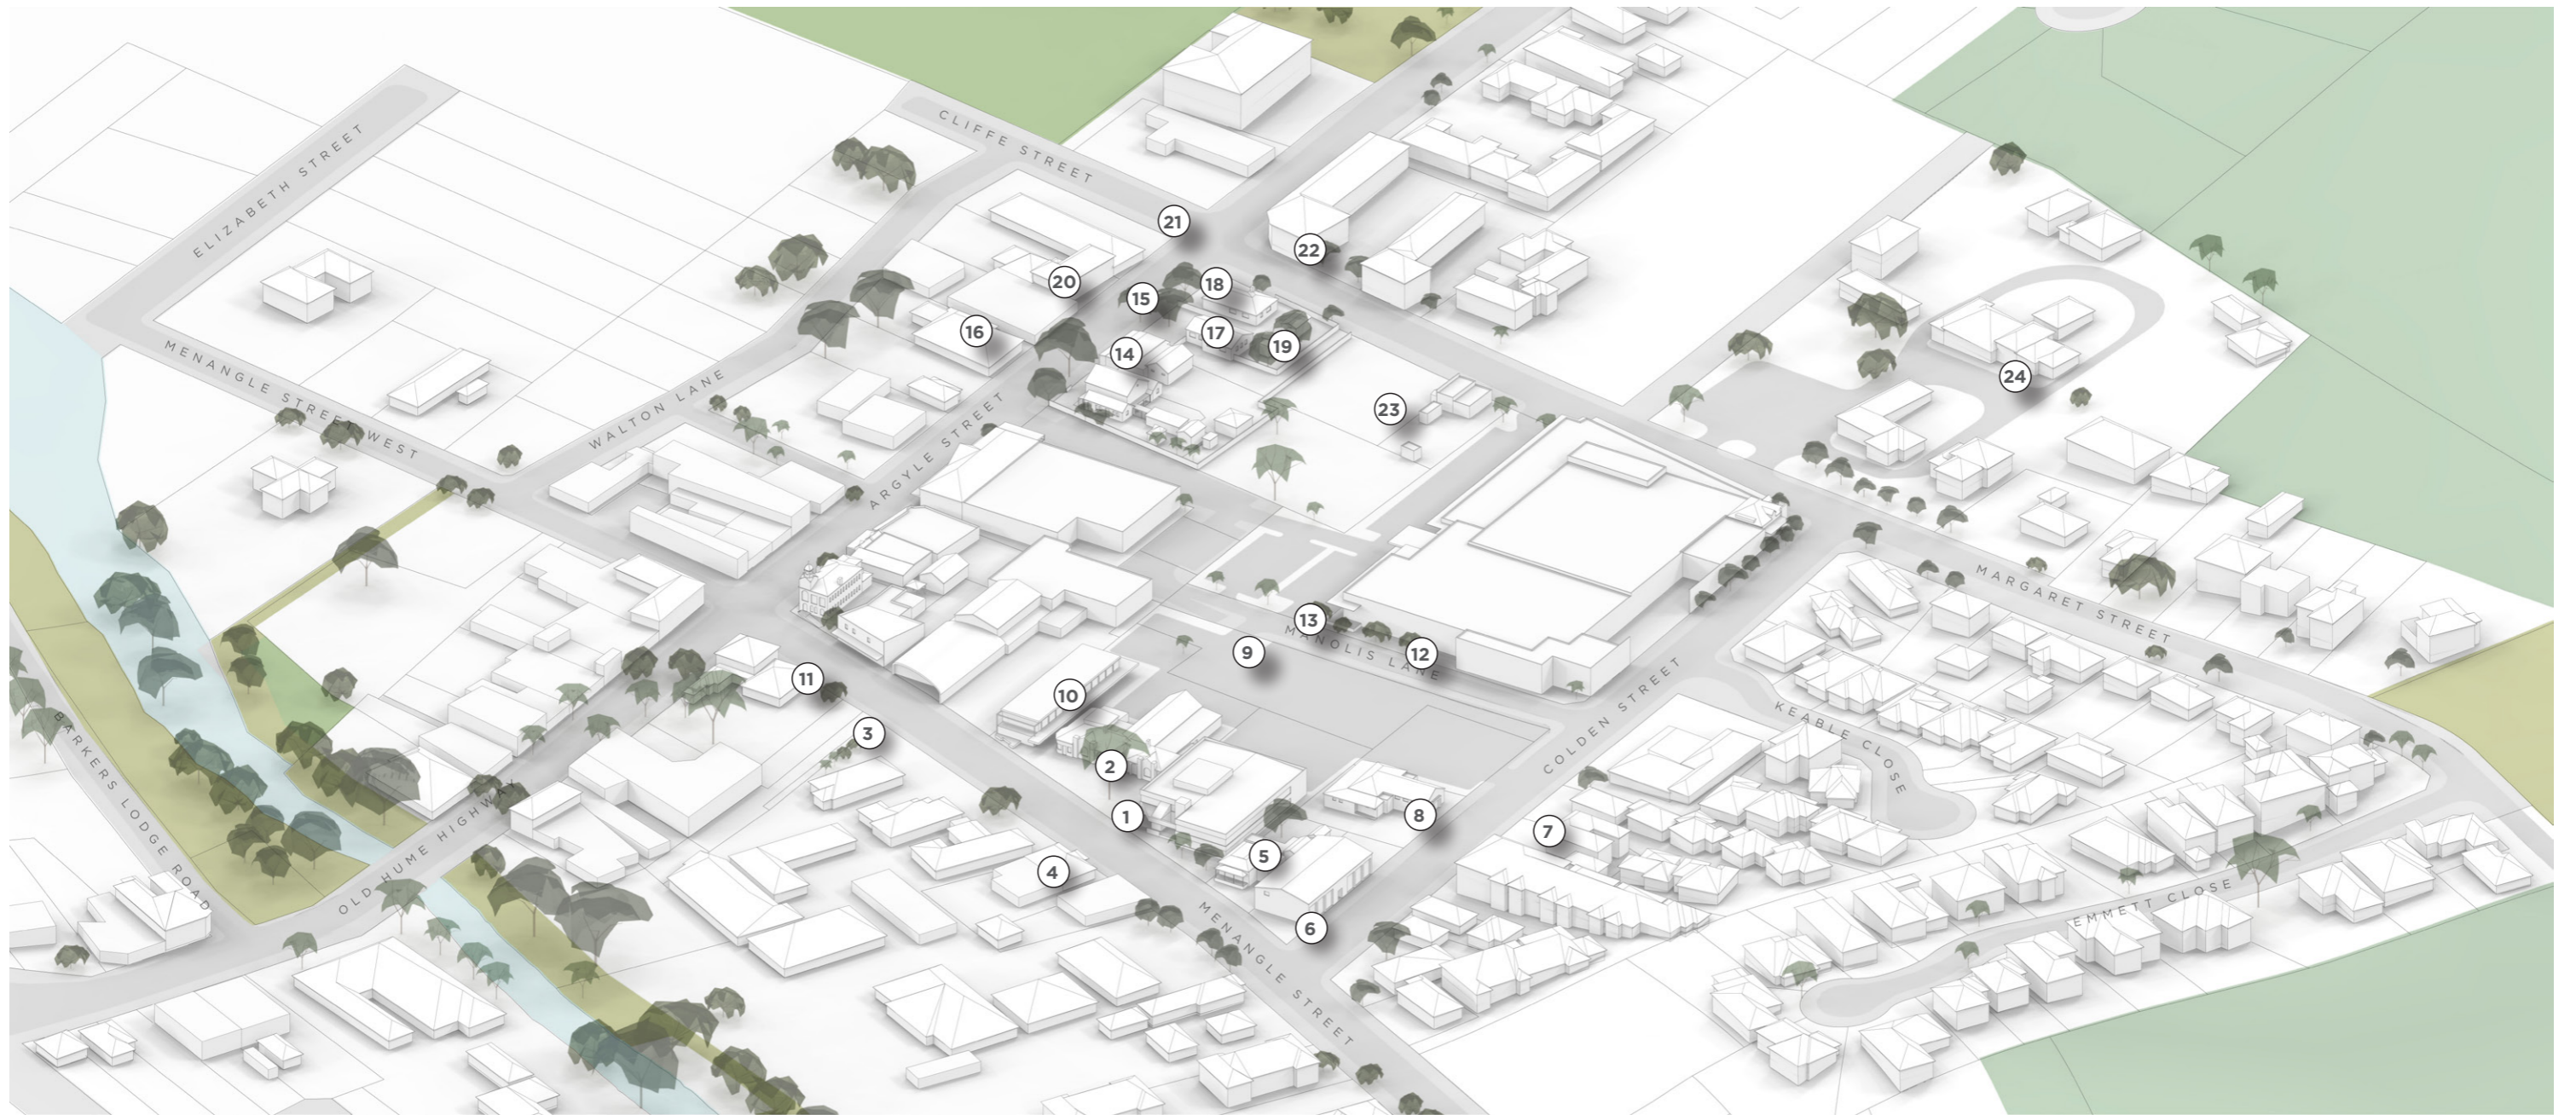 CLIFFE STREET
ELIZABETH STREET
21
22
20
15
18
16
17
14
19
MENANGLE STREET WEST
WALTON LANE
ARGYLE STREET
23
24
MARGARET STREET
13
MANOLIS LANE
12
9
11
10
COLDEN STREET
KEABLE CLOSE
3
2
BARKERS LODGE ROAD
OLD HUME HIGHWAY
1
8
7
5
4
EMMETT CLOSE
MENANGLE STREET
6